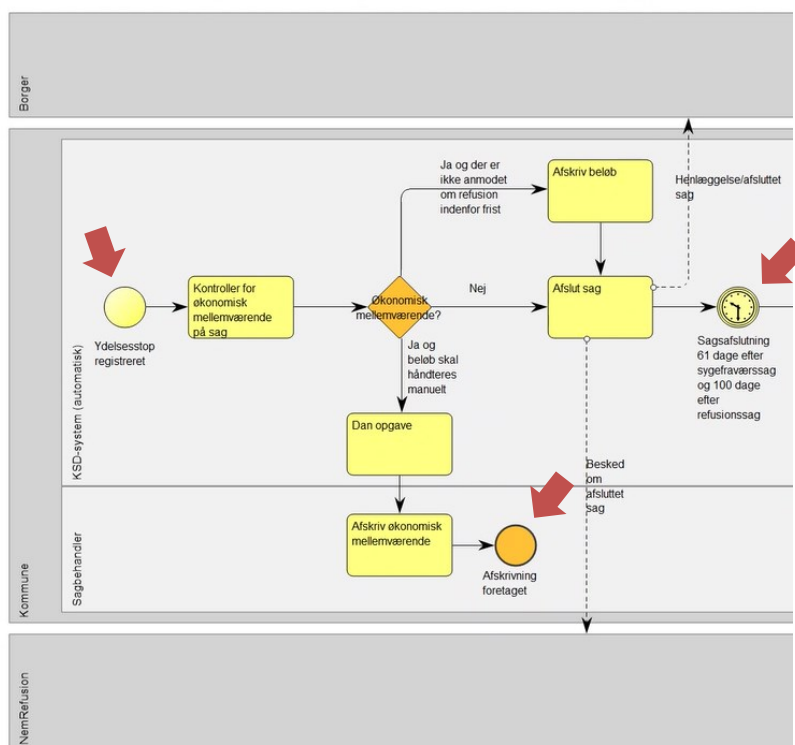 Borger
Kommune
KSD-system (automatisk)
Ydelsesstop
registreret
Kontroller for
økonomisk
mellemværende
på sag
Økonomisk
mellemværende?
Ja og der er
ikke anmodet
om refusion
indenfor frist
Afskriv beløb
Nej
Afslut sag
Henlæggelse/afsluttet
sag
Sagsafslutning
61 dage efter
sygefraværssag
og 100 dage
efter
refusionssag
Ja og
beløb skal
håndteres
manuelt
Dan opgave
Besked
om
afsluttet
sag
Sagbehandler
Afskriv økonomisk
mellemværende
Afskrivning
foretaget
NemRefusion